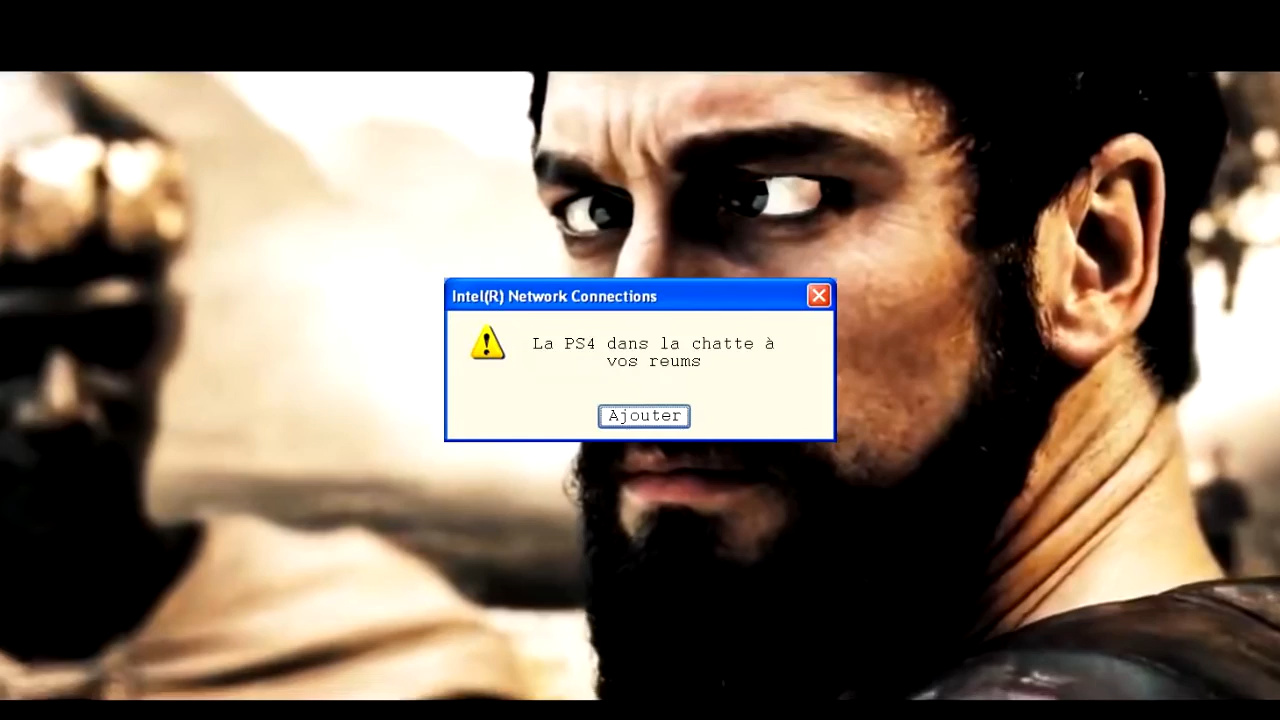 Intel(R) Network Connections
La PS4 dans la chatte à
vos reums
Ajouter